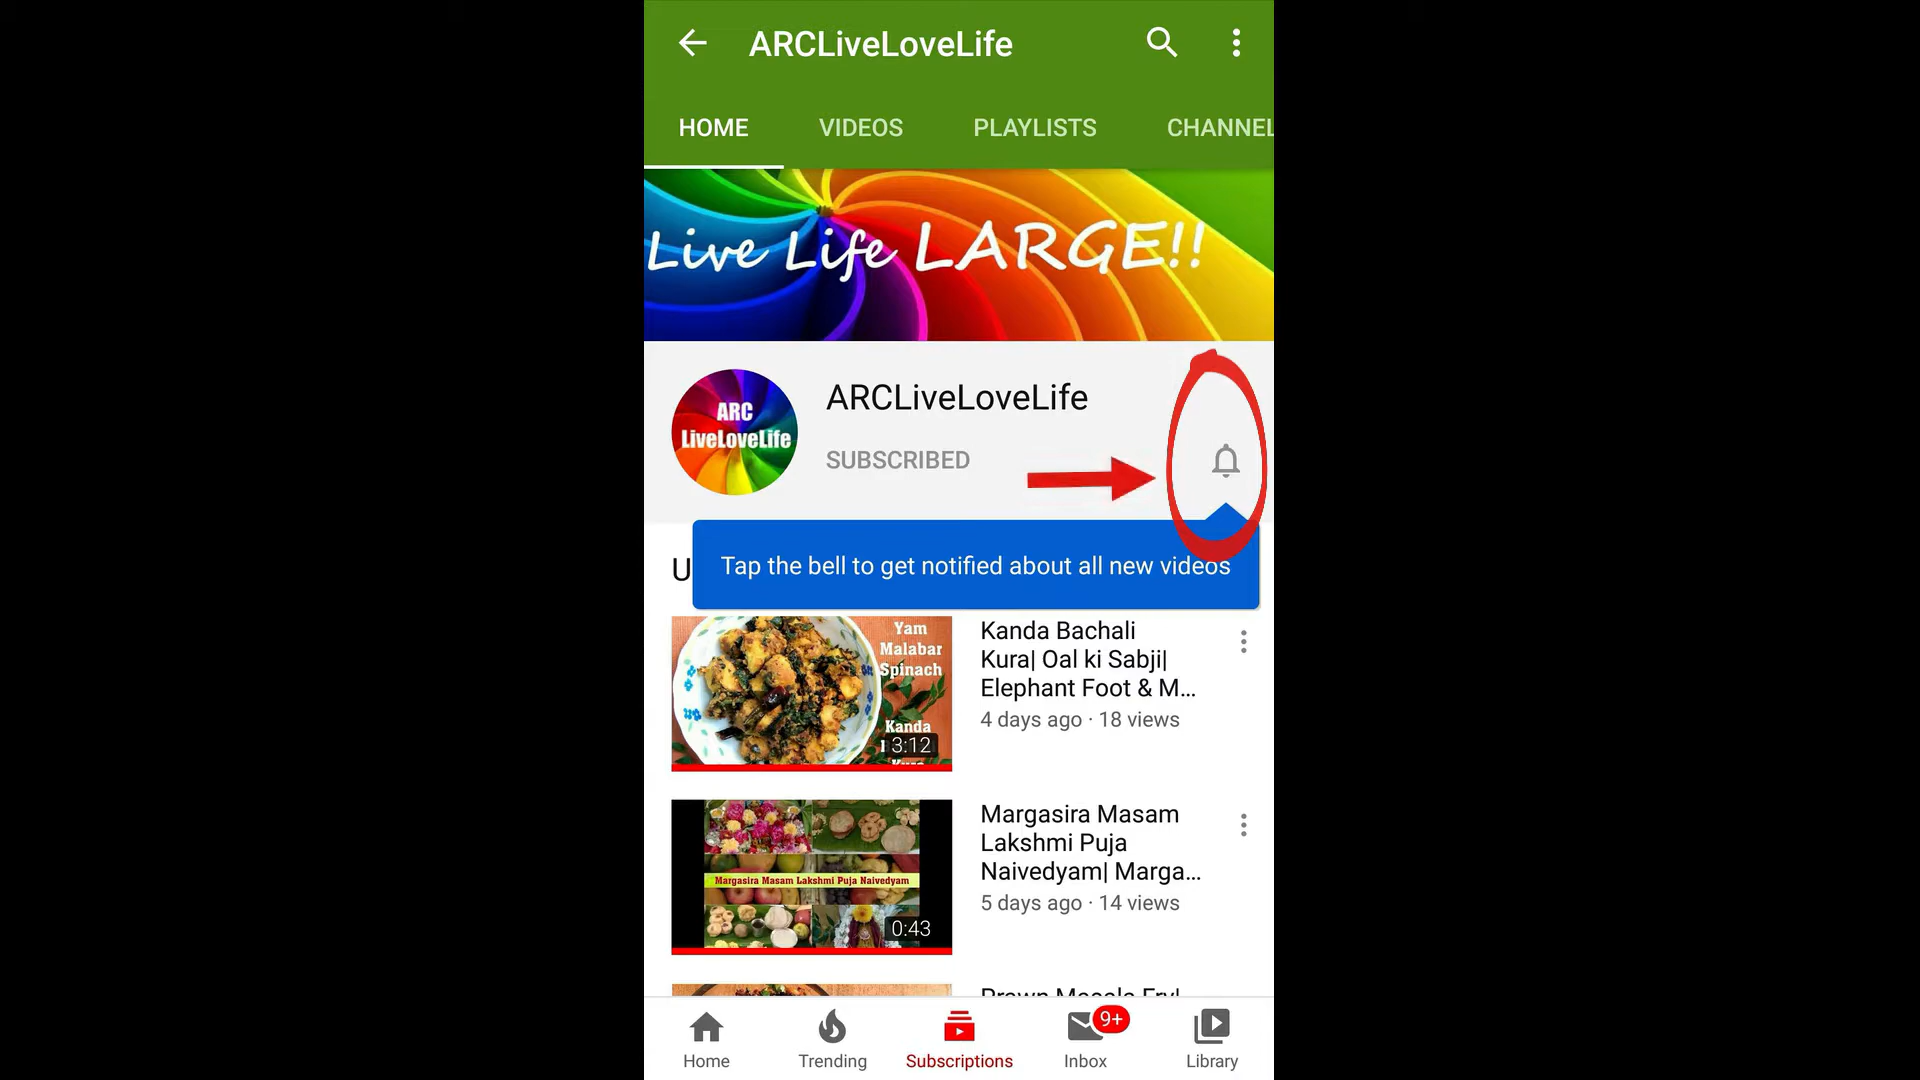 ARCLiveLoveLife
HOME VIDEOS PLAYLISTS CHANNEL
Live Life LARGE!!
ARC
LiveLoveLife
ARCLiveLoveLife
SUBSCRIBED
U
Tap the bell to get notified about all new videos
Yam
Malabar
Spinach
Kanda
3:12
Kanda Bachali
Kura| Oal ki Sabji|
Elephant Foot & M...
4 days ago · 18 views
Margasira Masam Lakshmi Puja Naivedyam
0:43
Margasira Masam
Lakshmi Puja
Naivedyam| Marga...
5 days ago · 14 views
9+
Home Trending Subscriptions Inbox Library